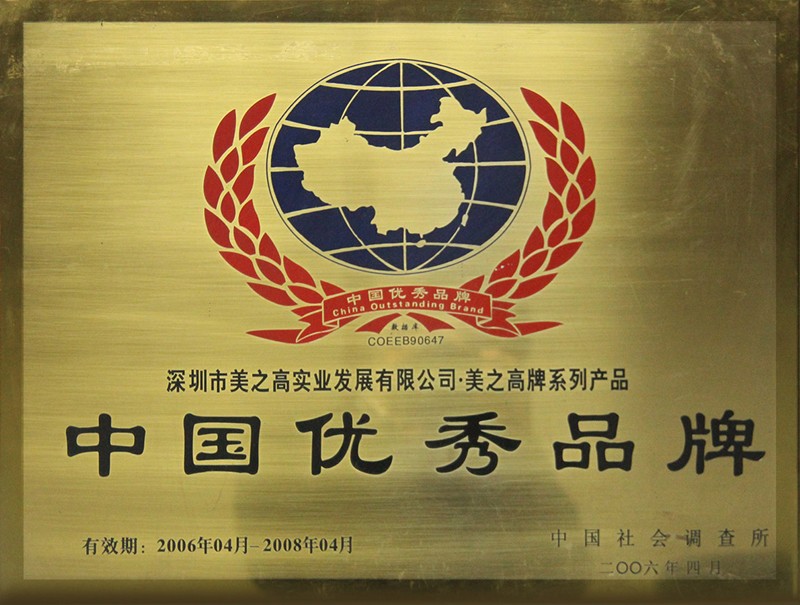 中国优秀品牌
China Outstanding Brand
数据库
COEEB90647
深圳市美之高实业发展有限公司·美之高牌系列产品
中国优秀品牌
有效期：2006年04月–2008年04月
中国社会调查所
二〇〇六年四月